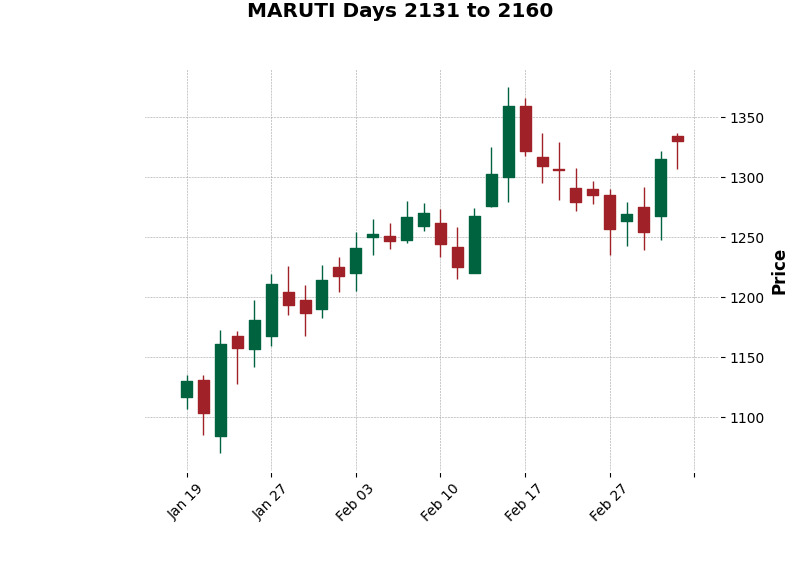 MARUTI Days 2131 to 2160
1350
1300
1250
1200
1150
1100
Price
Jan 19
Jan 27
Feb 03
Feb 10
Feb 17
Feb 27